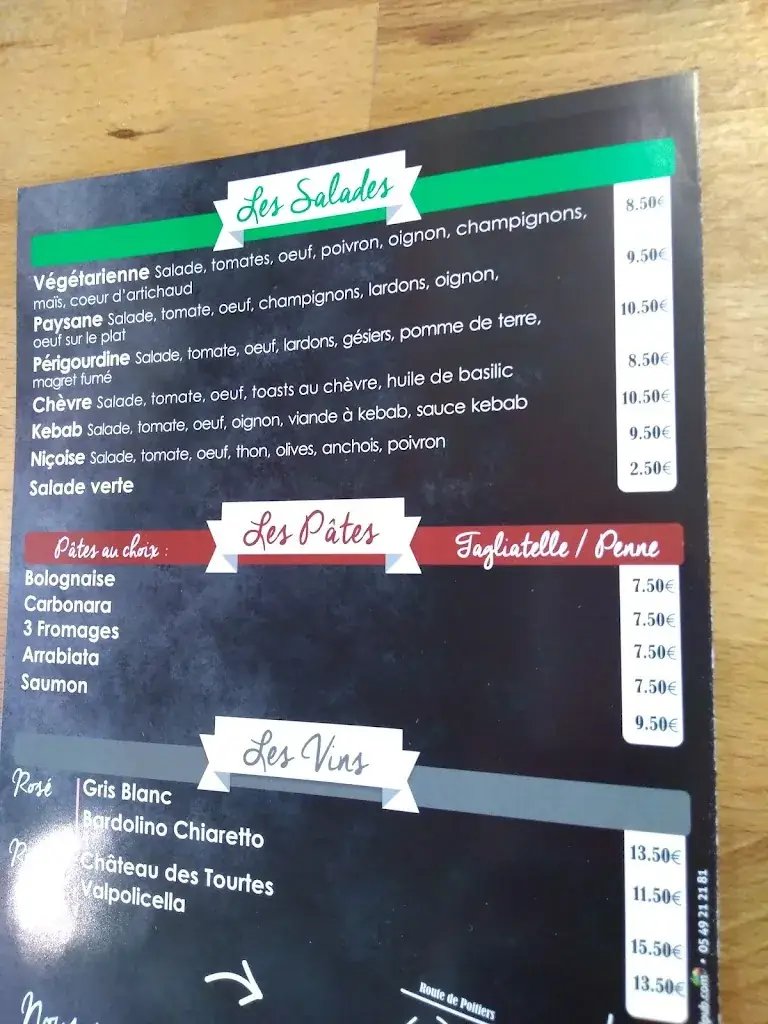 Les Salades
Végétarienne Salade, tomates, oeuf, poivron, oignon, champignons, 8.50€
maïs, coeur d'artichaud
Paysane Salade, tomate, oeuf, champignons, lardons, oignon, 9.50€
oeuf sur le plat
Périgourdine Salade, tomate, oeuf, lardons, gésiers, pomme de terre, 10.50€
magret fumé
Chèvre Salade, tomate, oeuf, toasts au chèvre, huile de basilic 8.50€
Kebab Salade, tomate, oeuf, oignon, viande à kebab, sauce kebab 10.50€
Niçoise Salade, tomate, oeuf, thon, olives, anchois, poivron 9.50€
Salade verte 2.50€
Pâtes au choix : Les Pâtes Tagliatelle / Penne
Bolognaise 7.50€
Carbonara 7.50€
3 Fromages 7.50€
Arrabiata 7.50€
Saumon 9.50€
Les Vins
Rosé Gris Blanc 13.50€
Bardolino Chiaretto 11.50€
Château des Tourtes 15.50€
Valpolicella 13.50€
Route de Poitiers
pub.com • 05 49 21 21 81